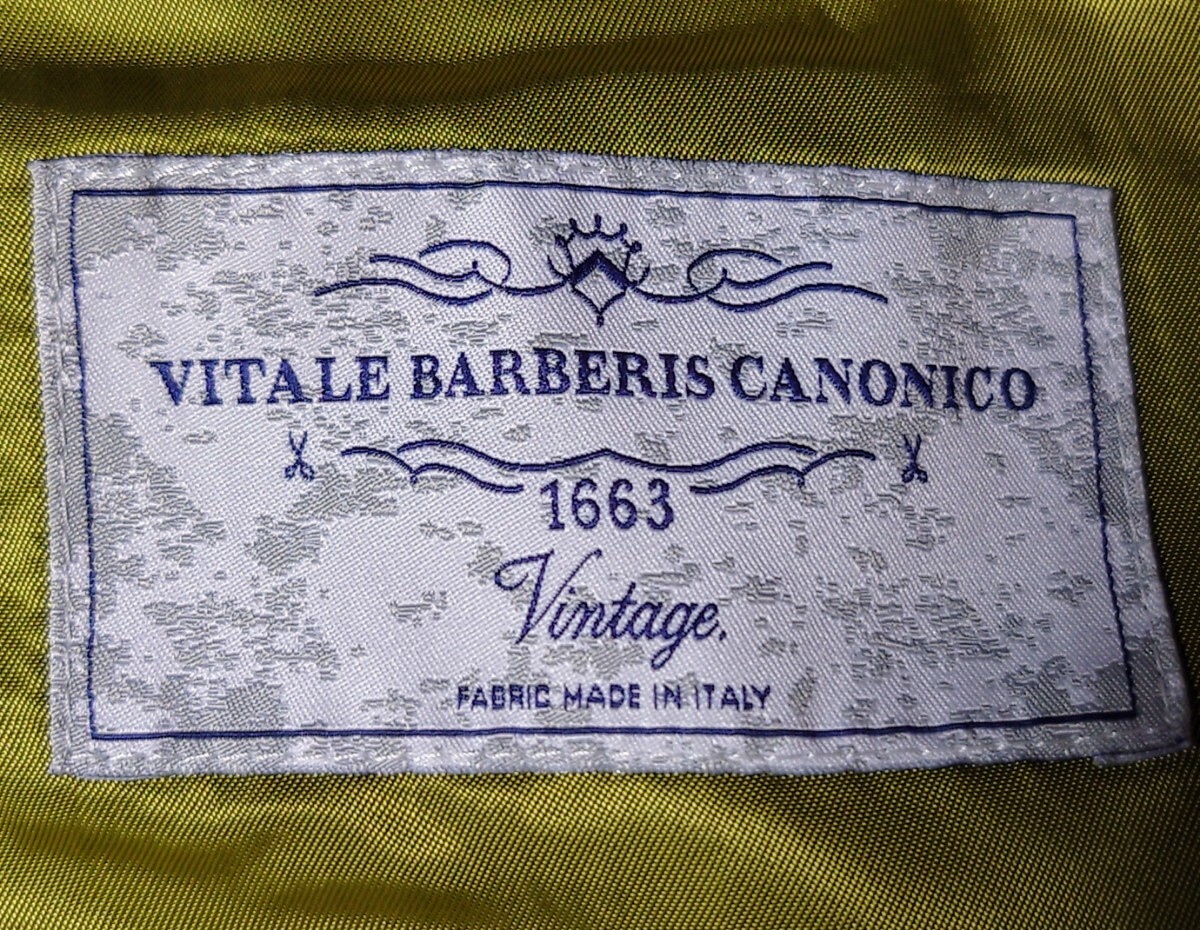 VITALE BARBERIS CANONICO
1663
Vintage.
FABRIC MADE IN ITALY